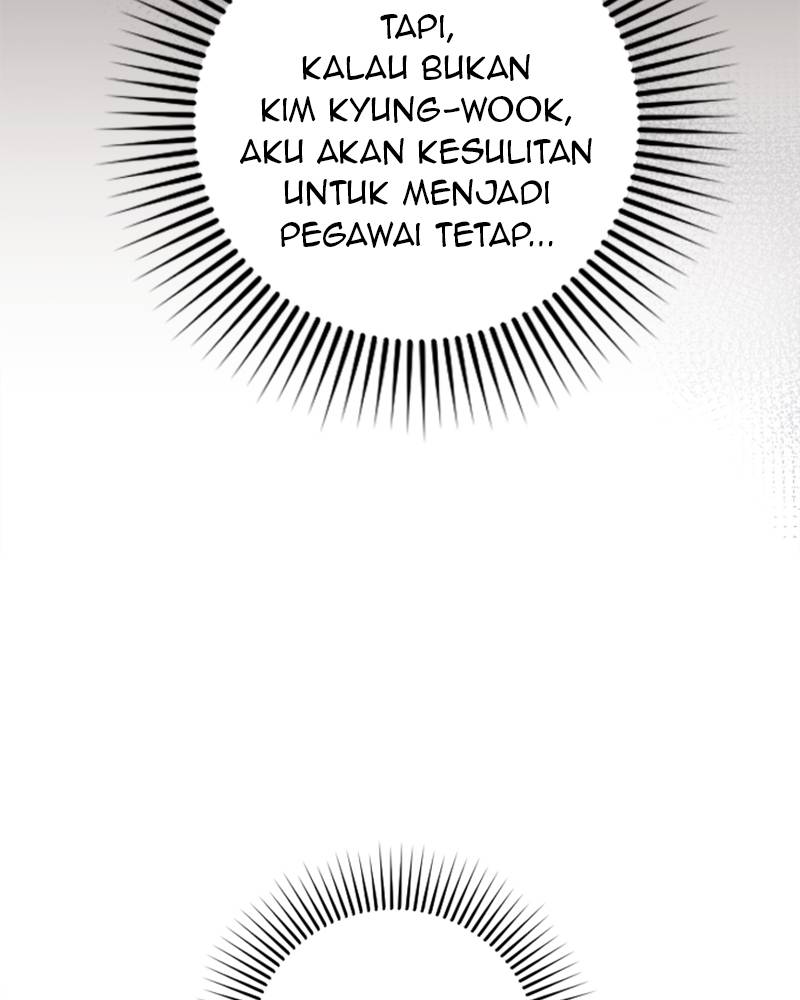 TAPI,
KALAU BUKAN
KIM KYUNG-WOOK,
AKU AKAN KESULITAN
UNTUK MENJADI
PEGAWAI TETAP...